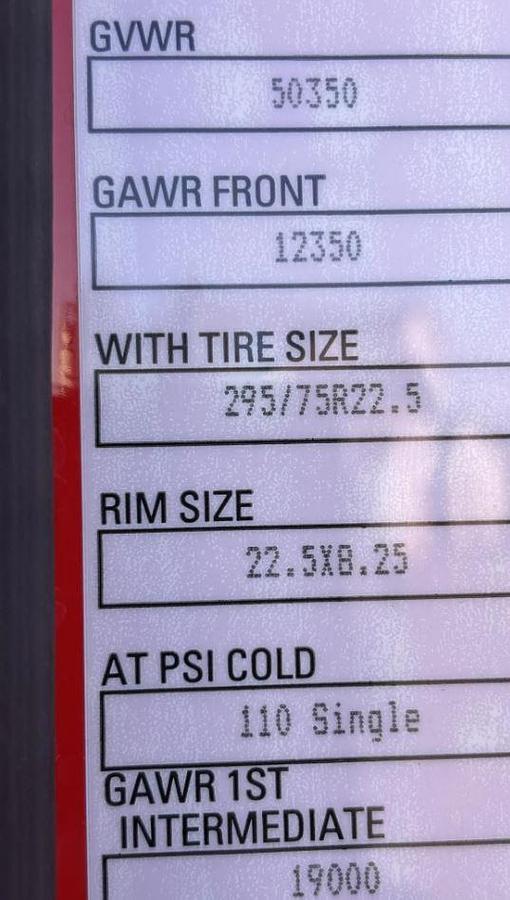 GVWR
50350
GAWR FRONT
12350
WITH TIRE SIZE
295/75R22.5
RIM SIZE
22.5X8.25
AT PSI COLD
110 Single
GAWR 1ST
INTERMEDIATE
19000